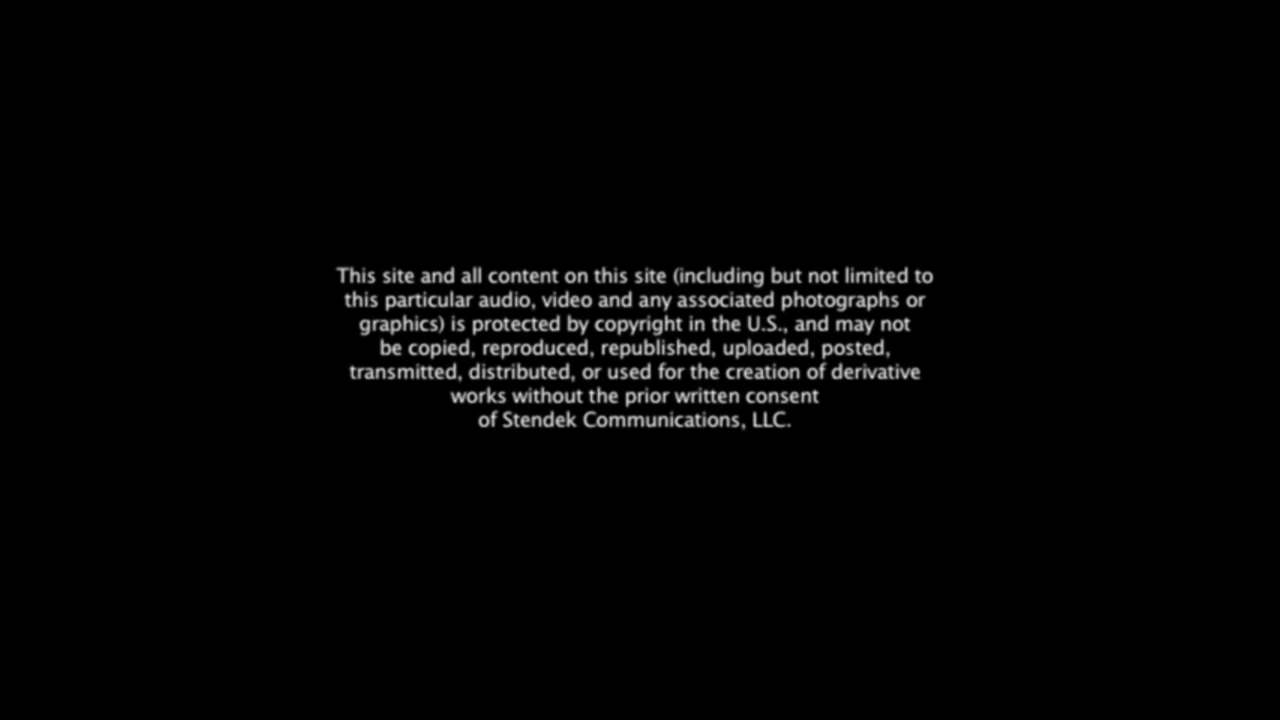 This site and all content on this site (including but not limited to
this particular audio, video and any associated photographs or
graphics) is protected by copyright in the U.S., and may not
be copied, reproduced, republished, uploaded, posted,
transmitted, distributed, or used for the creation of derivative
works without the prior written consent
of Stendek Communications, LLC.